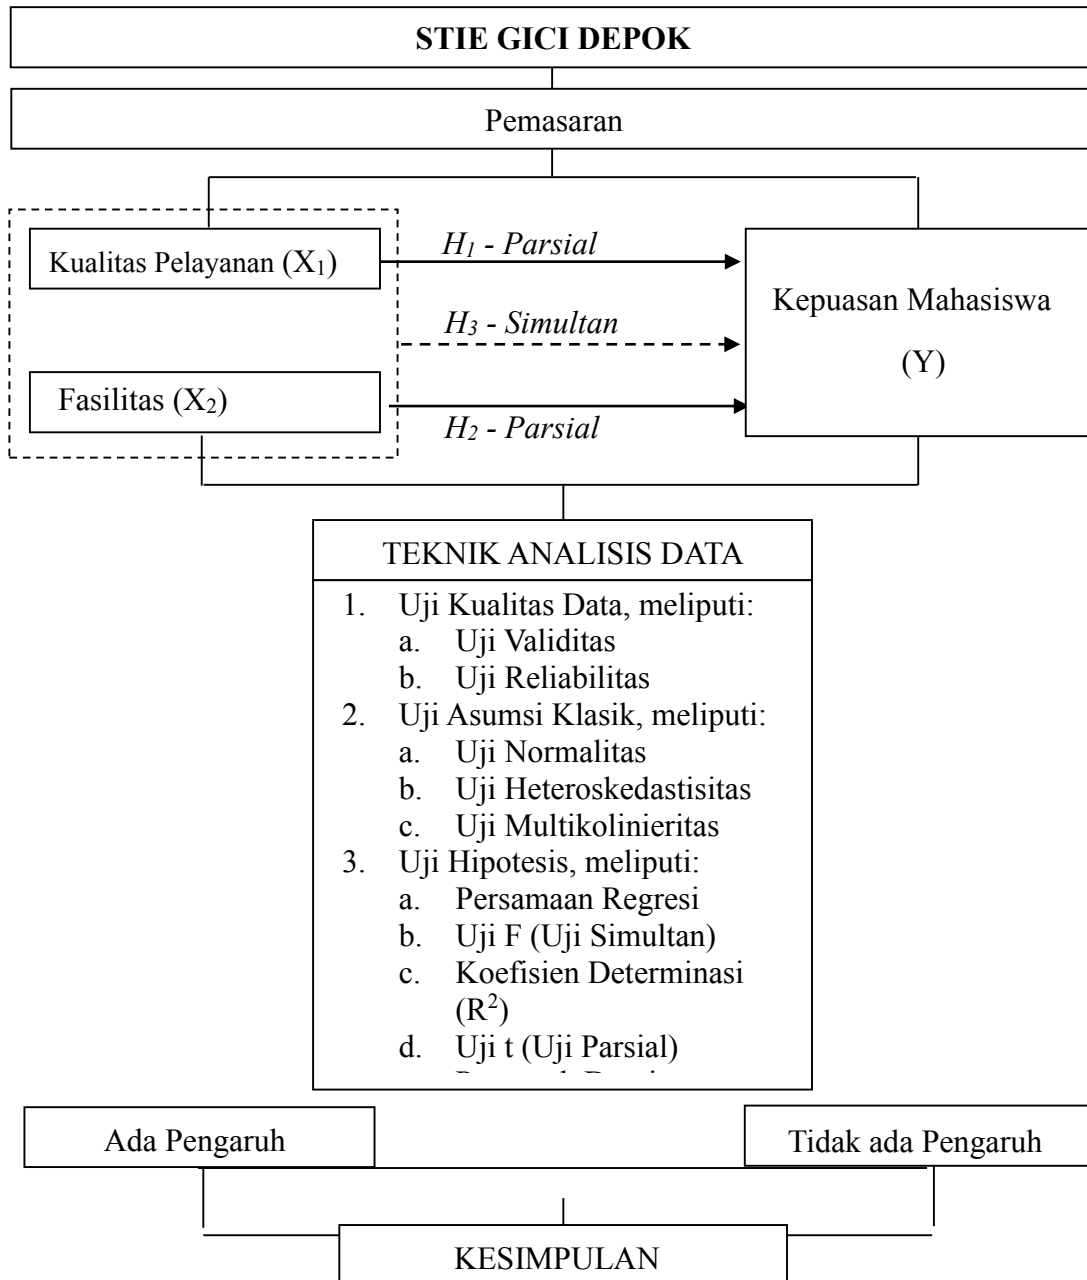 STIE GICI DEPOK
Pemasaran
Kualitas Pelayanan (X₁)
H₁ - Parsial
Kepuasan Mahasiswa
(Y)
H₃ - Simultan
Fasilitas (X₂)
H₂ - Parsial
TEKNIK ANALISIS DATA
1. Uji Kualitas Data, meliputi:
a. Uji Validitas
b. Uji Reliabilitas
2. Uji Asumsi Klasik, meliputi:
a. Uji Normalitas
b. Uji Heteroskedastisitas
c. Uji Multikolinieritas
3. Uji Hipotesis, meliputi:
a. Persamaan Regresi
b. Uji F (Uji Simultan)
c. Koefisien Determinasi
(R²)
d. Uji t (Uji Parsial)
Ada Pengaruh
Tidak ada Pengaruh
KESIMPULAN